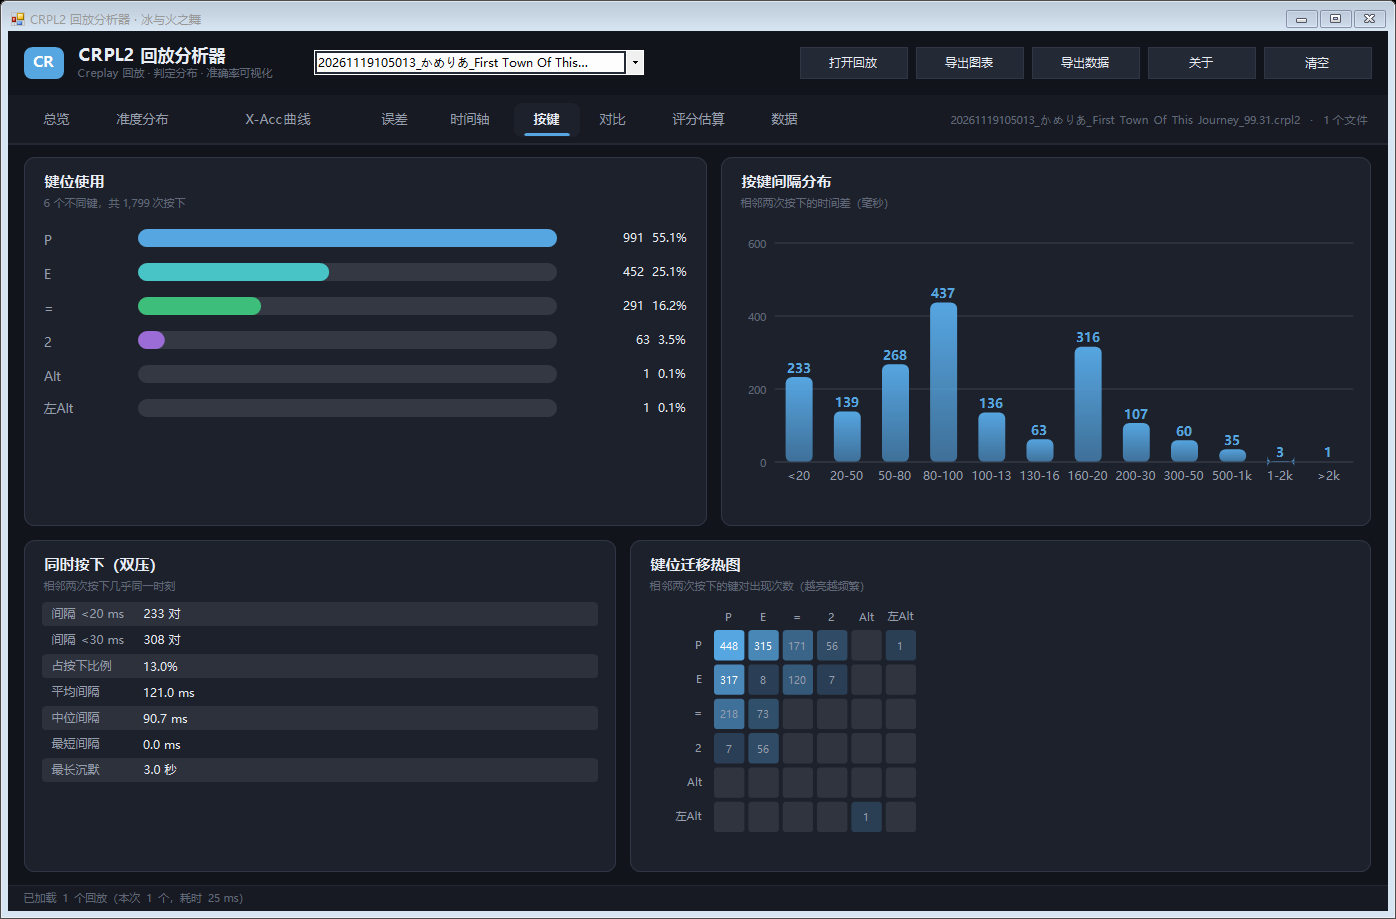 CRPL2 回放分析器 · 冰与火之舞
CR
CRPL2 回放分析器
Creplay 回放 · 判定分布 · 准确率可视化
20261119105013_かめりあ_First Town Of This...
打开回放 导出图表 导出数据 关于 清空
总览 准度分布 X-Acc曲线 误差 时间轴 按键 对比 评分估算 数据
20261119105013_かめりあ_First Town Of This Journey_99.31.crpl2 · 1 个文件
键位使用
6 个不同键，共 1,799 次按下
P 991 55.1%
E 452 25.1%
= 291 16.2%
2 63 3.5%
Alt 1 0.1%
左Alt 1 0.1%
按键间隔分布
相邻两次按下的时间差（毫秒）
600
400
200
0
233 139 268 437 136 63 316 107 60 35 3 1
<20 20-50 50-80 80-100 100-13 130-16 160-20 200-30 300-50 500-1k 1-2k >2k
同时按下（双压）
相邻两次按下几乎同一时刻
间隔 <20 ms 233 对
间隔 <30 ms 308 对
占按下比例 13.0%
平均间隔 121.0 ms
中位间隔 90.7 ms
最短间隔 0.0 ms
最长沉默 3.0 秒
键位迁移热图
相邻两次按下的键对出现次数（越亮越频繁）
P E = 2 Alt 左Alt
P 448 315 171 56 1
E 317 8 120 7
= 218 73
2 7 56
Alt
左Alt 1
已加载 1 个回放（本次 1 个，耗时 25 ms）